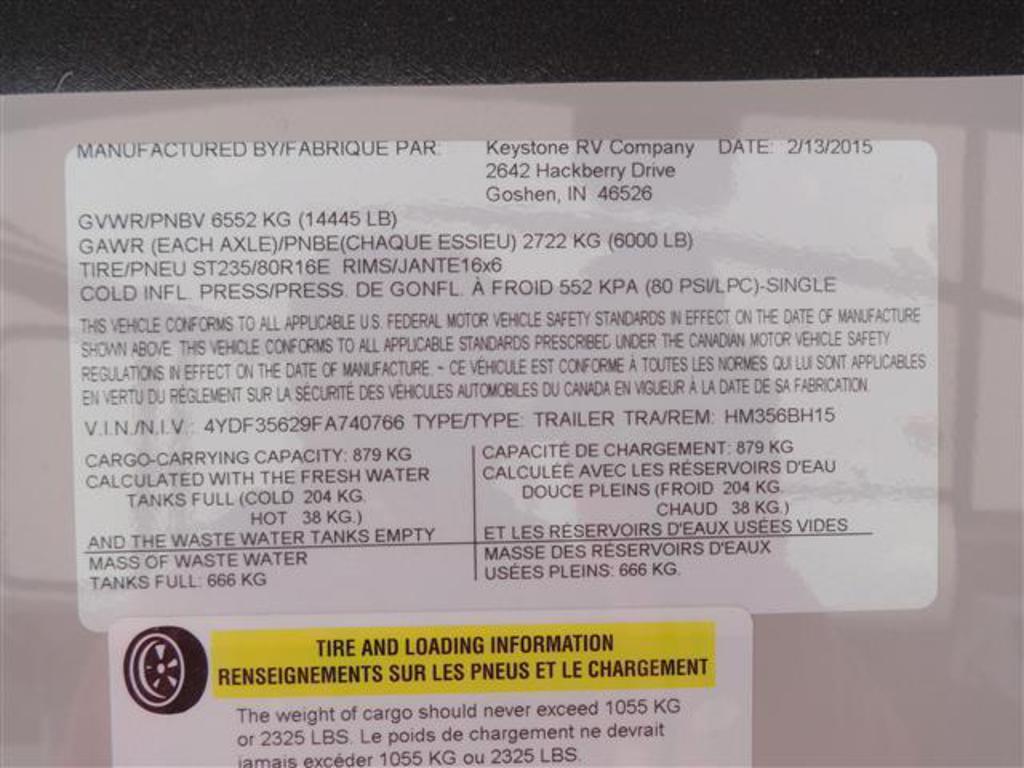 MANUFACTURED BY/FABRIQUE PAR: Keystone RV Company DATE: 2/13/2015
2642 Hackberry Drive
Goshen, IN 46526
GVWR/PNBV 6552 KG (14445 LB)
GAWR (EACH AXLE)/PNBE(CHAQUE ESSIEU) 2722 KG (6000 LB)
TIRE/PNEU ST235/80R16E RIMS/JANTE16x6
COLD INFL. PRESS/PRESS. DE GONFL. À FROID 552 KPA (80 PSI/LPC)-SINGLE
THIS VEHICLE CONFORMS TO ALL APPLICABLE U.S. FEDERAL MOTOR VEHICLE SAFETY STANDARDS IN EFFECT ON THE DATE OF MANUFACTURE
SHOWN ABOVE. THIS VEHICLE CONFORMS TO ALL APPLICABLE STANDARDS PRESCRIBED UNDER THE CANADIAN MOTOR VEHICLE SAFETY
REGULATIONS IN EFFECT ON THE DATE OF MANUFACTURE. - CE VÉHICULE EST CONFORME À TOUTES LES NORMES QUI LUI SONT APPLICABLES
EN VERTU DU RÈGLEMENT SUR LA SÉCURITÉ DES VÉHICULES AUTOMOBILES DU CANADA EN VIGUEUR À LA DATE DE SA FABRICATION
V.I.N./N.I.V.: 4YDF35629FA740766 TYPE/TYPE: TRAILER TRA/REM: HM356BH15
CARGO-CARRYING CAPACITY: 879 KG
CALCULATED WITH THE FRESH WATER
TANKS FULL (COLD 204 KG.
HOT 38 KG.)
AND THE WASTE WATER TANKS EMPTY
MASS OF WASTE WATER
TANKS FULL: 666 KG
CAPACITÉ DE CHARGEMENT: 879 KG
CALCULÉE AVEC LES RÉSERVOIRS D'EAU
DOUCE PLEINS (FROID 204 KG.
CHAUD 38 KG.)
ET LES RÉSERVOIRS D'EAUX USÉES VIDES
MASSE DES RÉSERVOIRS D'EAUX
USÉES PLEINS: 666 KG.
TIRE AND LOADING INFORMATION
RENSEIGNEMENTS SUR LES PNEUS ET LE CHARGEMENT
The weight of cargo should never exceed 1055 KG
or 2325 LBS. Le poids de chargement ne devrait
jamais excéder 1055 KG ou 2325 LBS.